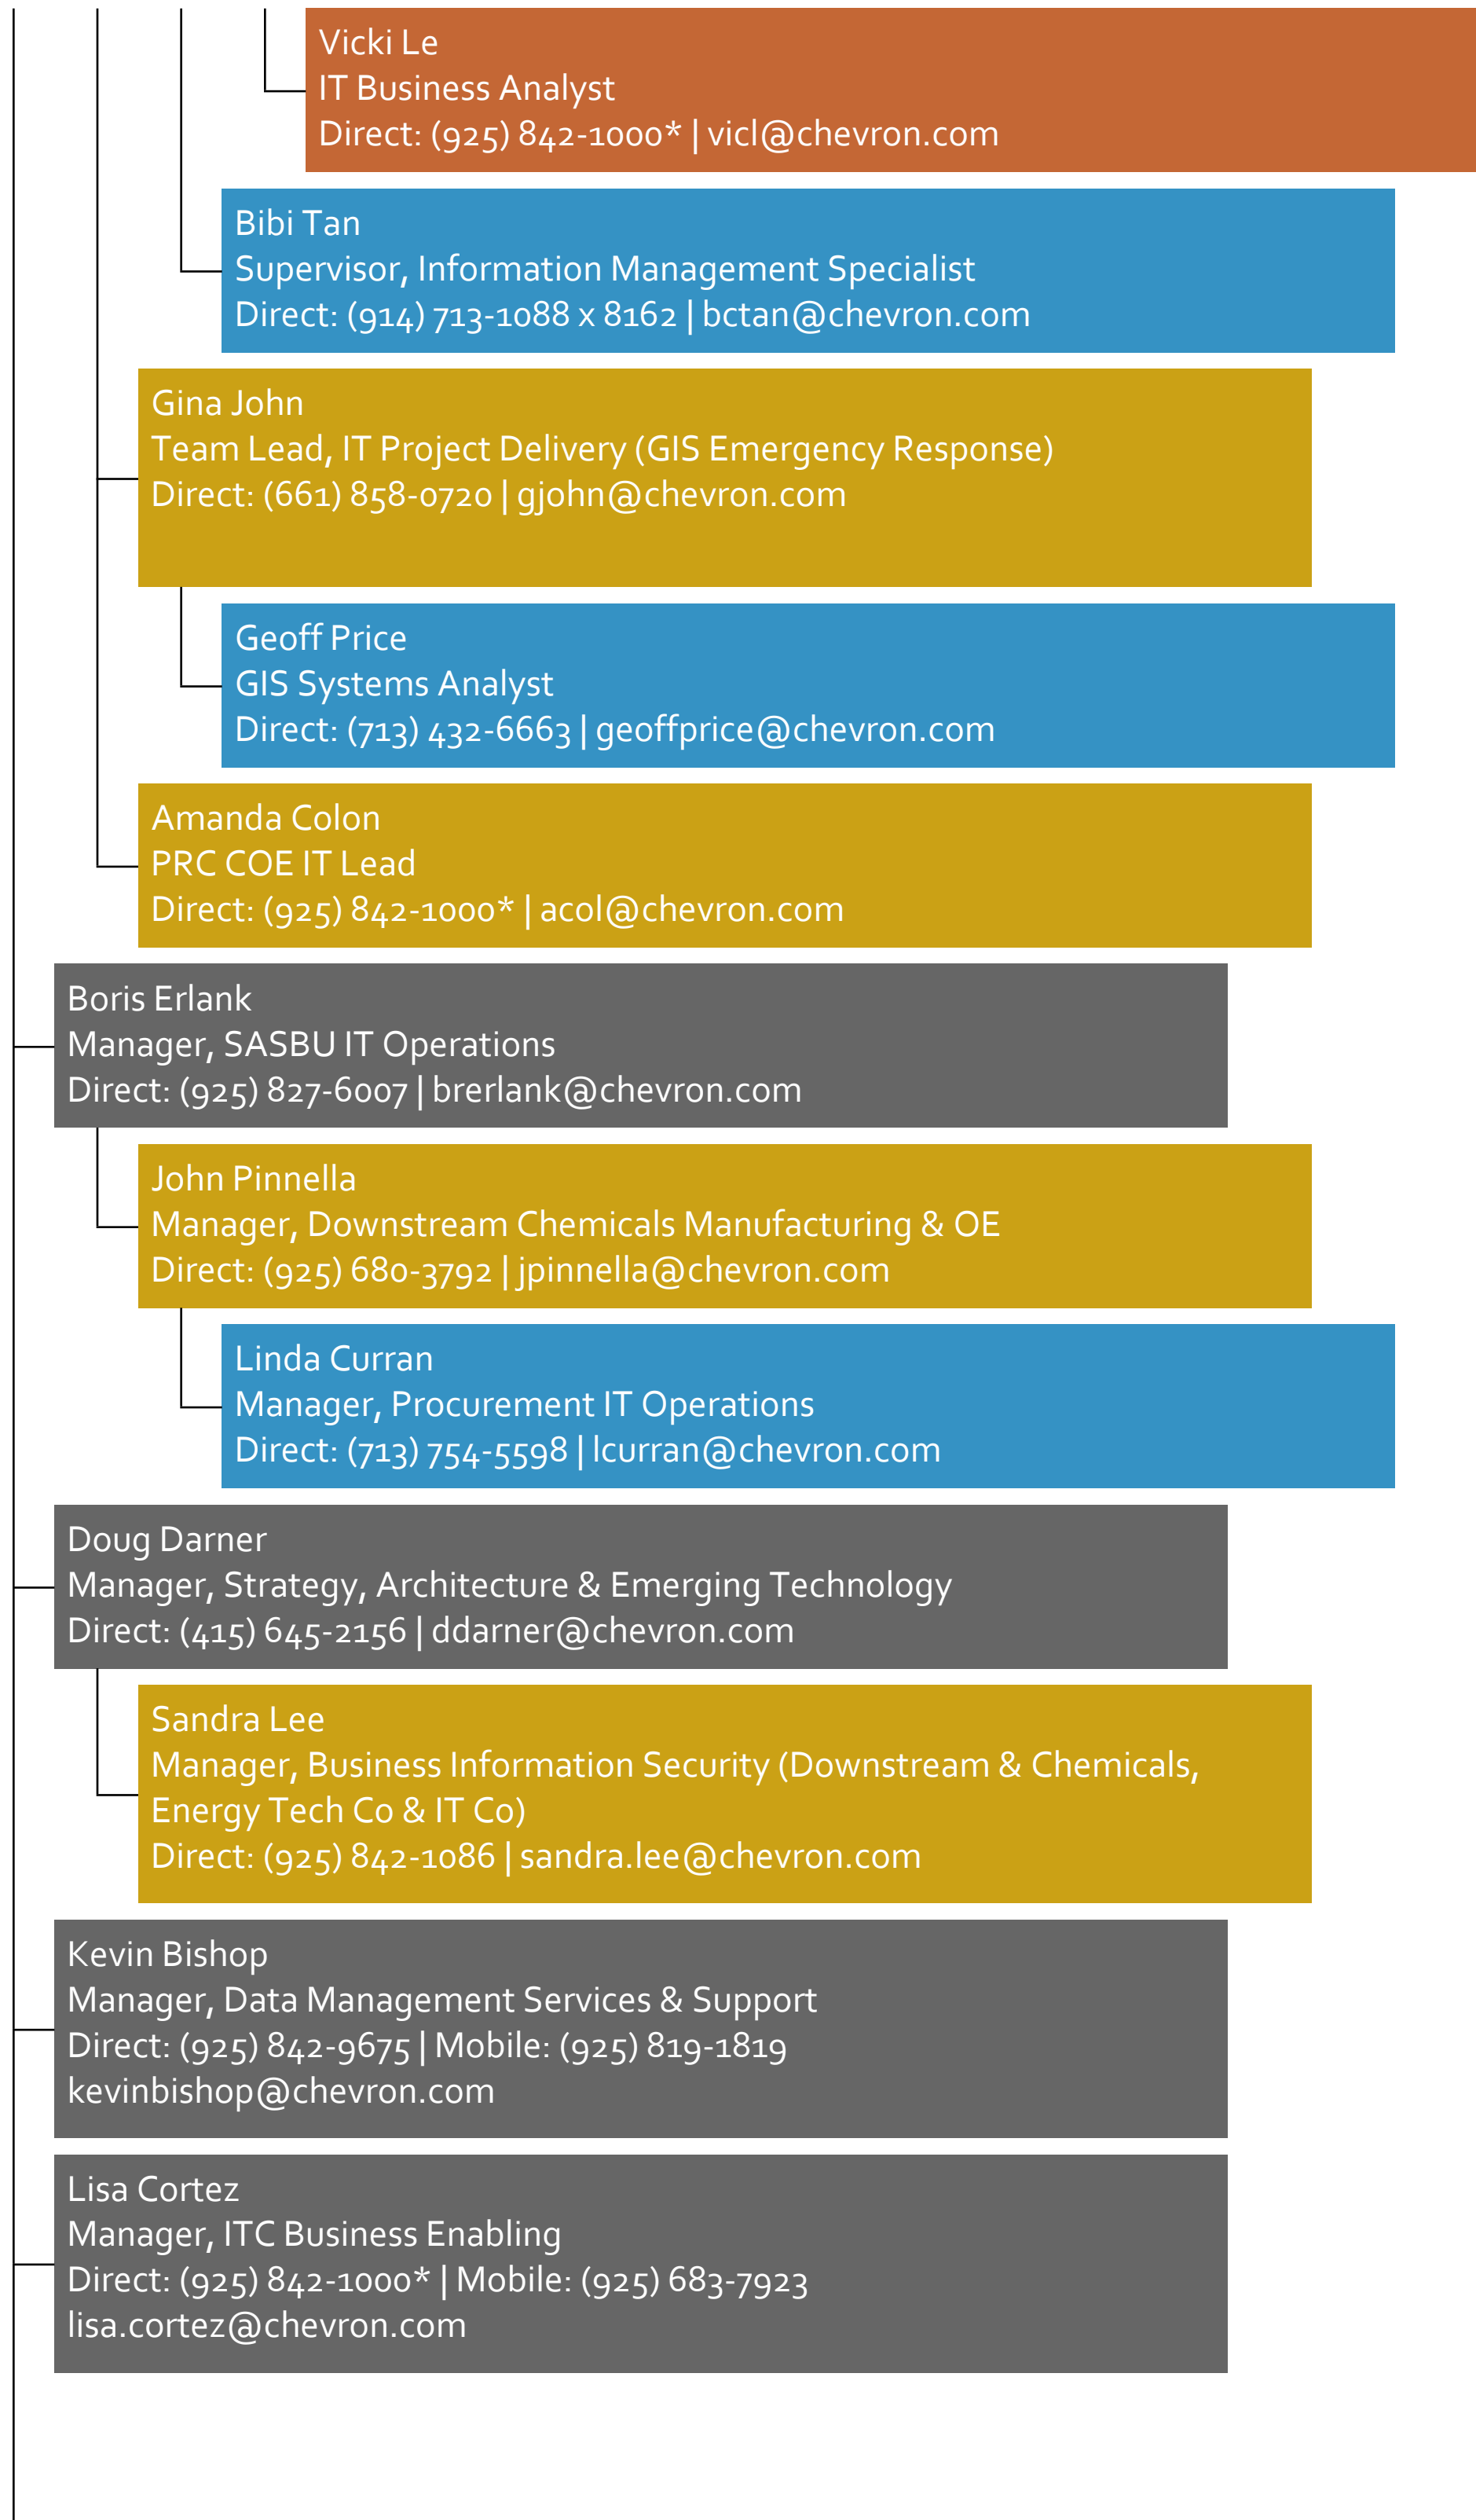 Vicki Le
IT Business Analyst
Direct: (925) 842-1000* | vicl@chevron.com
Bibi Tan
Supervisor, Information Management Specialist
Direct: (914) 713-1088 x 8162 | bctan@chevron.com
Gina John
Team Lead, IT Project Delivery (GIS Emergency Response)
Direct: (661) 858-0720 | gjohn@chevron.com
Geoff Price
GIS Systems Analyst
Direct: (713) 432-6663 | geoffprice@chevron.com
Amanda Colon
PRC COE IT Lead
Direct: (925) 842-1000* | acol@chevron.com
Boris Erlank
Manager, SASBU IT Operations
Direct: (925) 827-6007 | brerlank@chevron.com
John Pinnella
Manager, Downstream Chemicals Manufacturing & OE
Direct: (925) 680-3792 | jpinnella@chevron.com
Linda Curran
Manager, Procurement IT Operations
Direct: (713) 754-5598 | lcurran@chevron.com
Doug Darner
Manager, Strategy, Architecture & Emerging Technology
Direct: (415) 645-2156 | ddarner@chevron.com
Sandra Lee
Manager, Business Information Security (Downstream & Chemicals,
Energy Tech Co & IT Co)
Direct: (925) 842-1086 | sandra.lee@chevron.com
Kevin Bishop
Manager, Data Management Services & Support
Direct: (925) 842-9675 | Mobile: (925) 819-1819
kevinbishop@chevron.com
Lisa Cortez
Manager, ITC Business Enabling
Direct: (925) 842-1000* | Mobile: (925) 683-7923
lisa.cortez@chevron.com